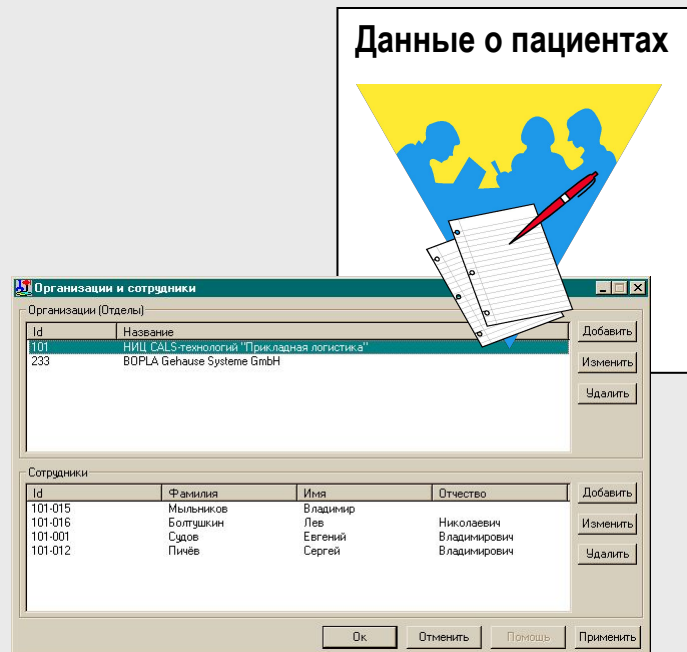 Данные о пациентах
Организации и сотрудники
Организации (Отделы)
Id Название
101 НИЦ CALS-технологий "Прикладная логистика"
233 BOPLA Gehause Systeme GmbH
Добавить
Изменить
Удалить
Сотрудники
Id Фамилия Имя Отчество
101-015 Мыльников Владимир
101-016 Болтушкин Лев Николаевич
101-001 Судов Евгений Владимирович
101-012 Пичёв Сергей Владимирович
Добавить
Изменить
Удалить
Ок Отменить Помощь Применить